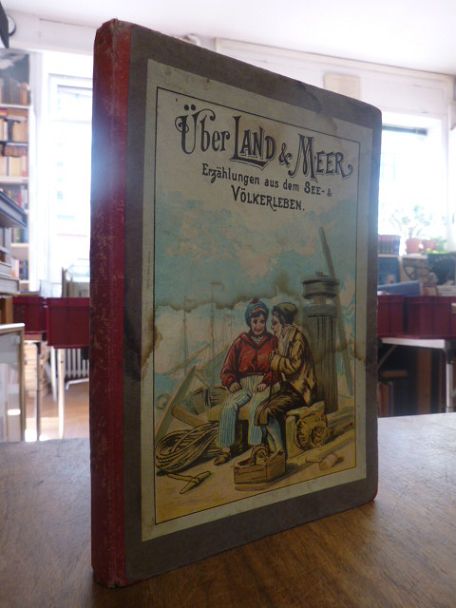 Über LAND & MEER
Erzählungen aus dem SEE- &
VÖLKERLEBEN.